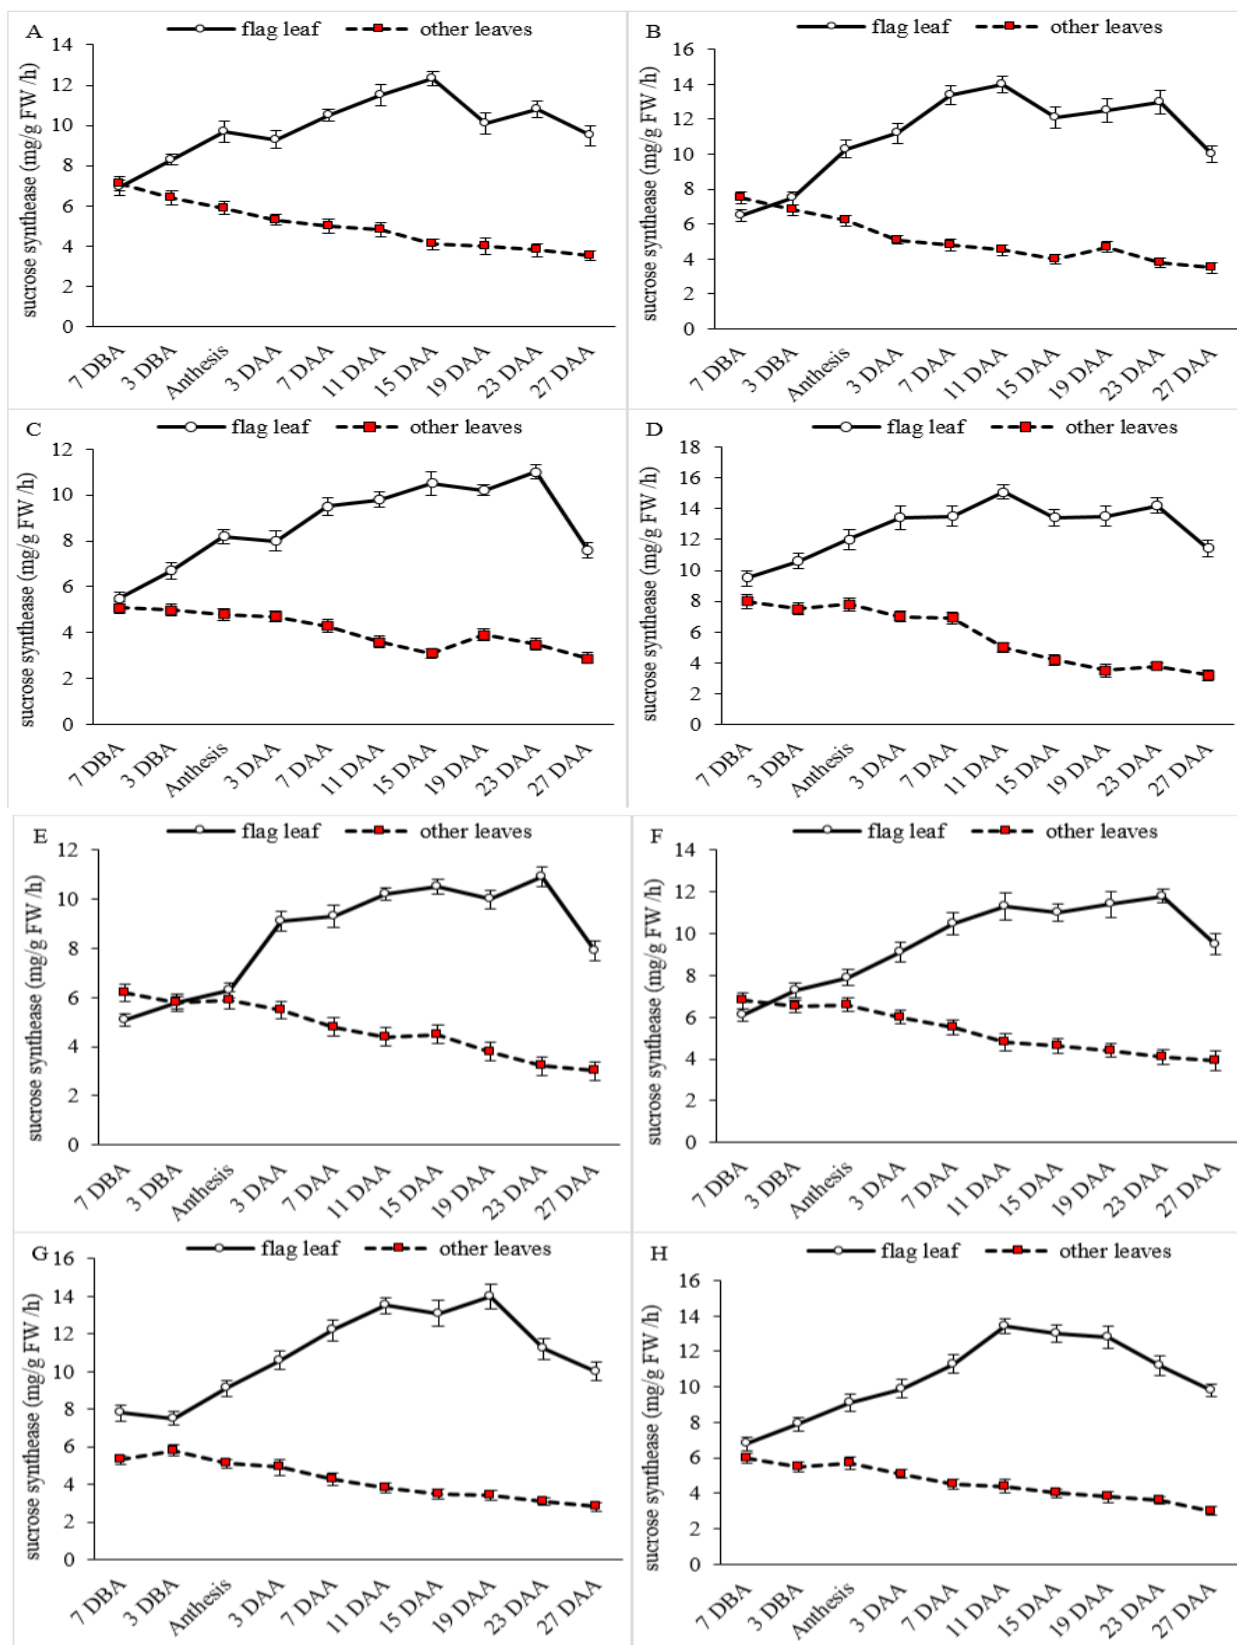 A
flag leaf
other leaves
sucrose synthease (mg/g FW /h)
14
12
10
8
6
4
2
0
7 DBA
3 DBA
Anthesis
3 DAA
7 DAA
11 DAA
15 DAA
19 DAA
23 DAA
27 DAA
B
flag leaf
other leaves
sucrose synthease (mg/g FW /h)
16
14
12
10
8
6
4
2
0
7 DBA
3 DBA
Anthesis
3 DAA
7 DAA
11 DAA
15 DAA
19 DAA
23 DAA
27 DAA
C
flag leaf
other leaves
sucrose synthease (mg/g FW /h)
12
10
8
6
4
2
0
7 DBA
3 DBA
Anthesis
3 DAA
7 DAA
11 DAA
15 DAA
19 DAA
23 DAA
27 DAA
D
flag leaf
other leaves
sucrose synthease (mg/g FW /h)
18
16
14
12
10
8
6
4
2
0
7 DBA
3 DBA
Anthesis
3 DAA
7 DAA
11 DAA
15 DAA
19 DAA
23 DAA
27 DAA
E
flag leaf
other leaves
sucrose synthease (mg/g FW /h)
12
10
8
6
4
2
0
7 DBA
3 DBA
Anthesis
3 DAA
7 DAA
11 DAA
15 DAA
19 DAA
23 DAA
27 DAA
F
flag leaf
other leaves
sucrose synthease (mg/g FW /h)
14
12
10
8
6
4
2
0
7 DBA
3 DBA
Anthesis
3 DAA
7 DAA
11 DAA
15 DAA
19 DAA
23 DAA
27 DAA
G
flag leaf
other leaves
sucrose synthease (mg/g FW /h)
16
14
12
10
8
6
4
2
0
7 DBA
3 DBA
Anthesis
3 DAA
7 DAA
11 DAA
15 DAA
19 DAA
23 DAA
27 DAA
H
flag leaf
other leaves
sucrose synthease (mg/g FW /h)
16
14
12
10
8
6
4
2
0
7 DBA
3 DBA
Anthesis
3 DAA
7 DAA
11 DAA
15 DAA
19 DAA
23 DAA
27 DAA